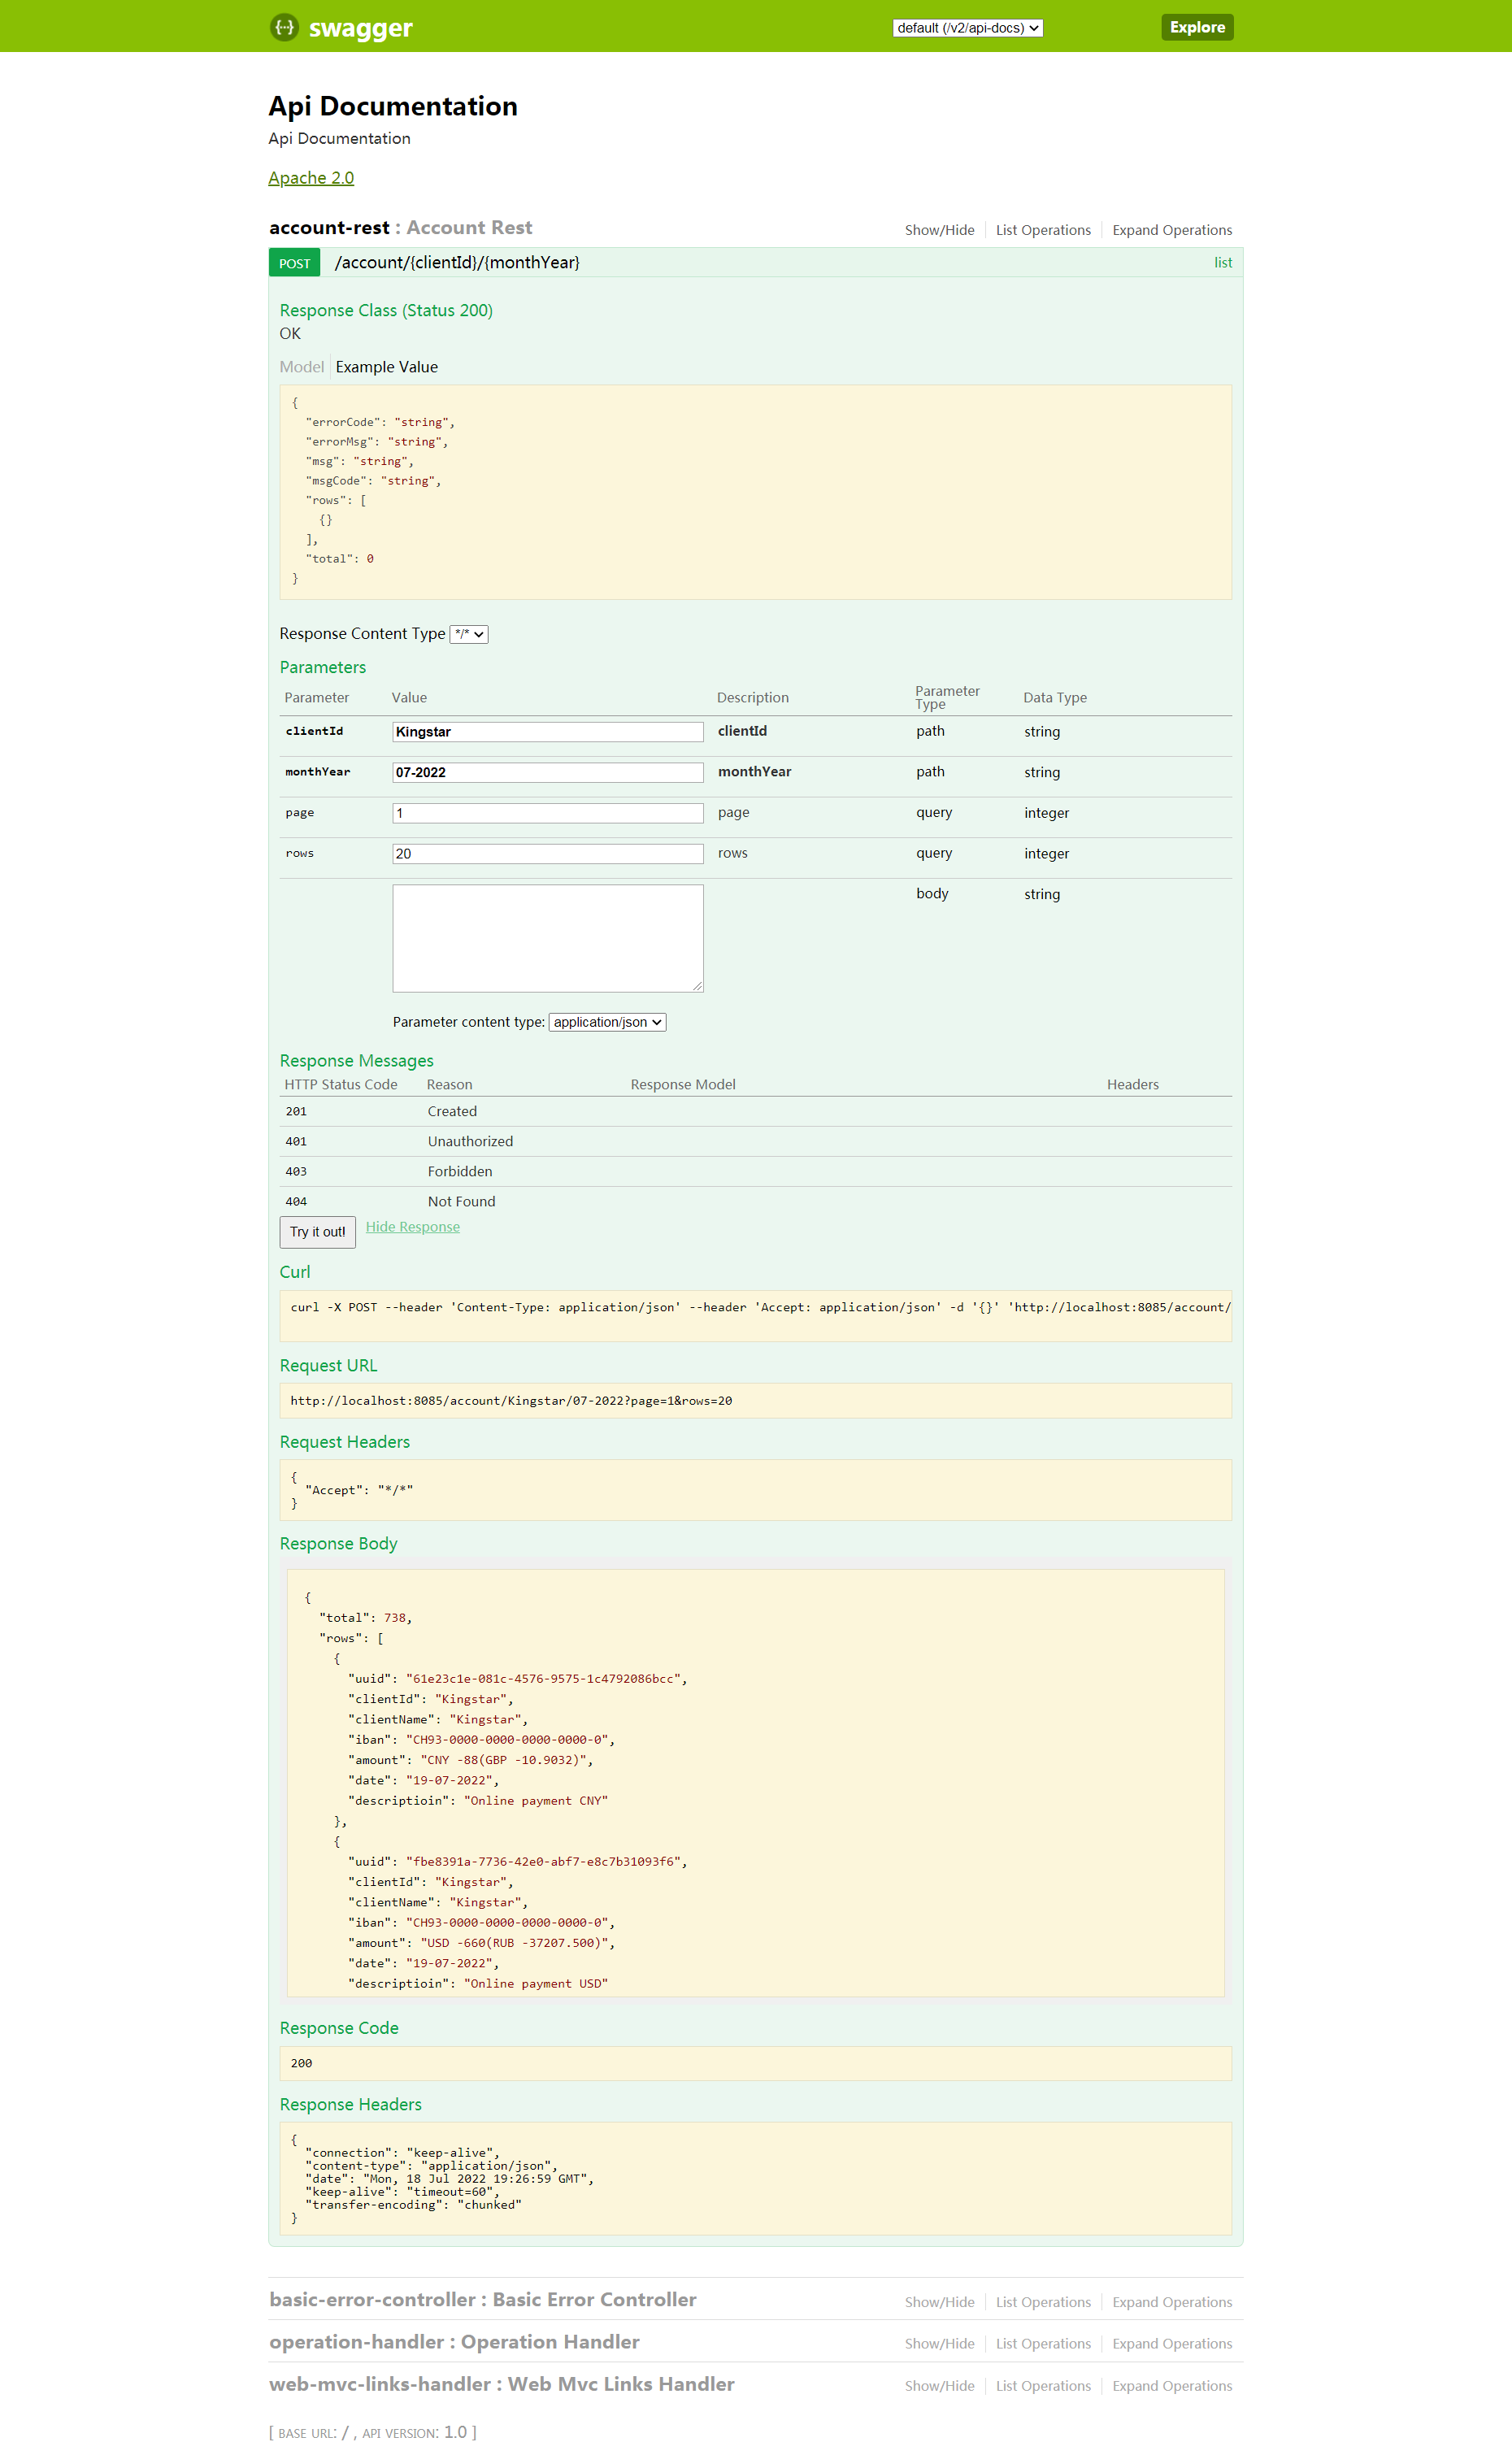 {···} swagger
default (/v2/api-docs)
Explore
Api Documentation
Api Documentation
Apache 2.0
account-rest : Account Rest
Show/Hide
List Operations
Expand Operations
POST
/account/{clientId}/{monthYear}
list
Response Class (Status 200)
OK
Model
Example Value
{
"errorCode": "string",
"errorMsg": "string",
"msg": "string",
"msgCode": "string",
"rows": [
{}
],
"total": 0
}
Response Content Type */*
Parameters
Parameter Value Description Parameter Type Data Type
clientId Kingstar clientId path string
monthYear 07-2022 monthYear path string
page 1 page query integer
rows 20 rows query integer
body string
Parameter content type: application/json
Response Messages
HTTP Status Code Reason Response Model Headers
201 Created
401 Unauthorized
403 Forbidden
404 Not Found
Try it out! Hide Response
Curl
curl -X POST --header 'Content-Type: application/json' --header 'Accept: application/json' -d '{}' 'http://localhost:8085/account/
Request URL
http://localhost:8085/account/Kingstar/07-2022?page=1&rows=20
Request Headers
{
"Accept": "*/*"
}
Response Body
{
"total": 738,
"rows": [
{
"uuid": "61e23c1e-081c-4576-9575-1c4792086bcc",
"clientId": "Kingstar",
"clientName": "Kingstar",
"iban": "CH93-0000-0000-0000-0000-0",
"amount": "CNY -88(GBP -10.9032)",
"date": "19-07-2022",
"descriptioin": "Online payment CNY"
},
{
"uuid": "fbe8391a-7736-42e0-abf7-e8c7b31093f6",
"clientId": "Kingstar",
"clientName": "Kingstar",
"iban": "CH93-0000-0000-0000-0000-0",
"amount": "USD -660(RUB -37207.500)",
"date": "19-07-2022",
"descriptioin": "Online payment USD"
Response Code
200
Response Headers
{
"connection": "keep-alive",
"content-type": "application/json",
"date": "Mon, 18 Jul 2022 19:26:59 GMT",
"keep-alive": "timeout=60",
"transfer-encoding": "chunked"
}
basic-error-controller : Basic Error Controller
Show/Hide
List Operations
Expand Operations
operation-handler : Operation Handler
Show/Hide
List Operations
Expand Operations
web-mvc-links-handler : Web Mvc Links Handler
Show/Hide
List Operations
Expand Operations
[ BASE URL: / , API VERSION: 1.0 ]